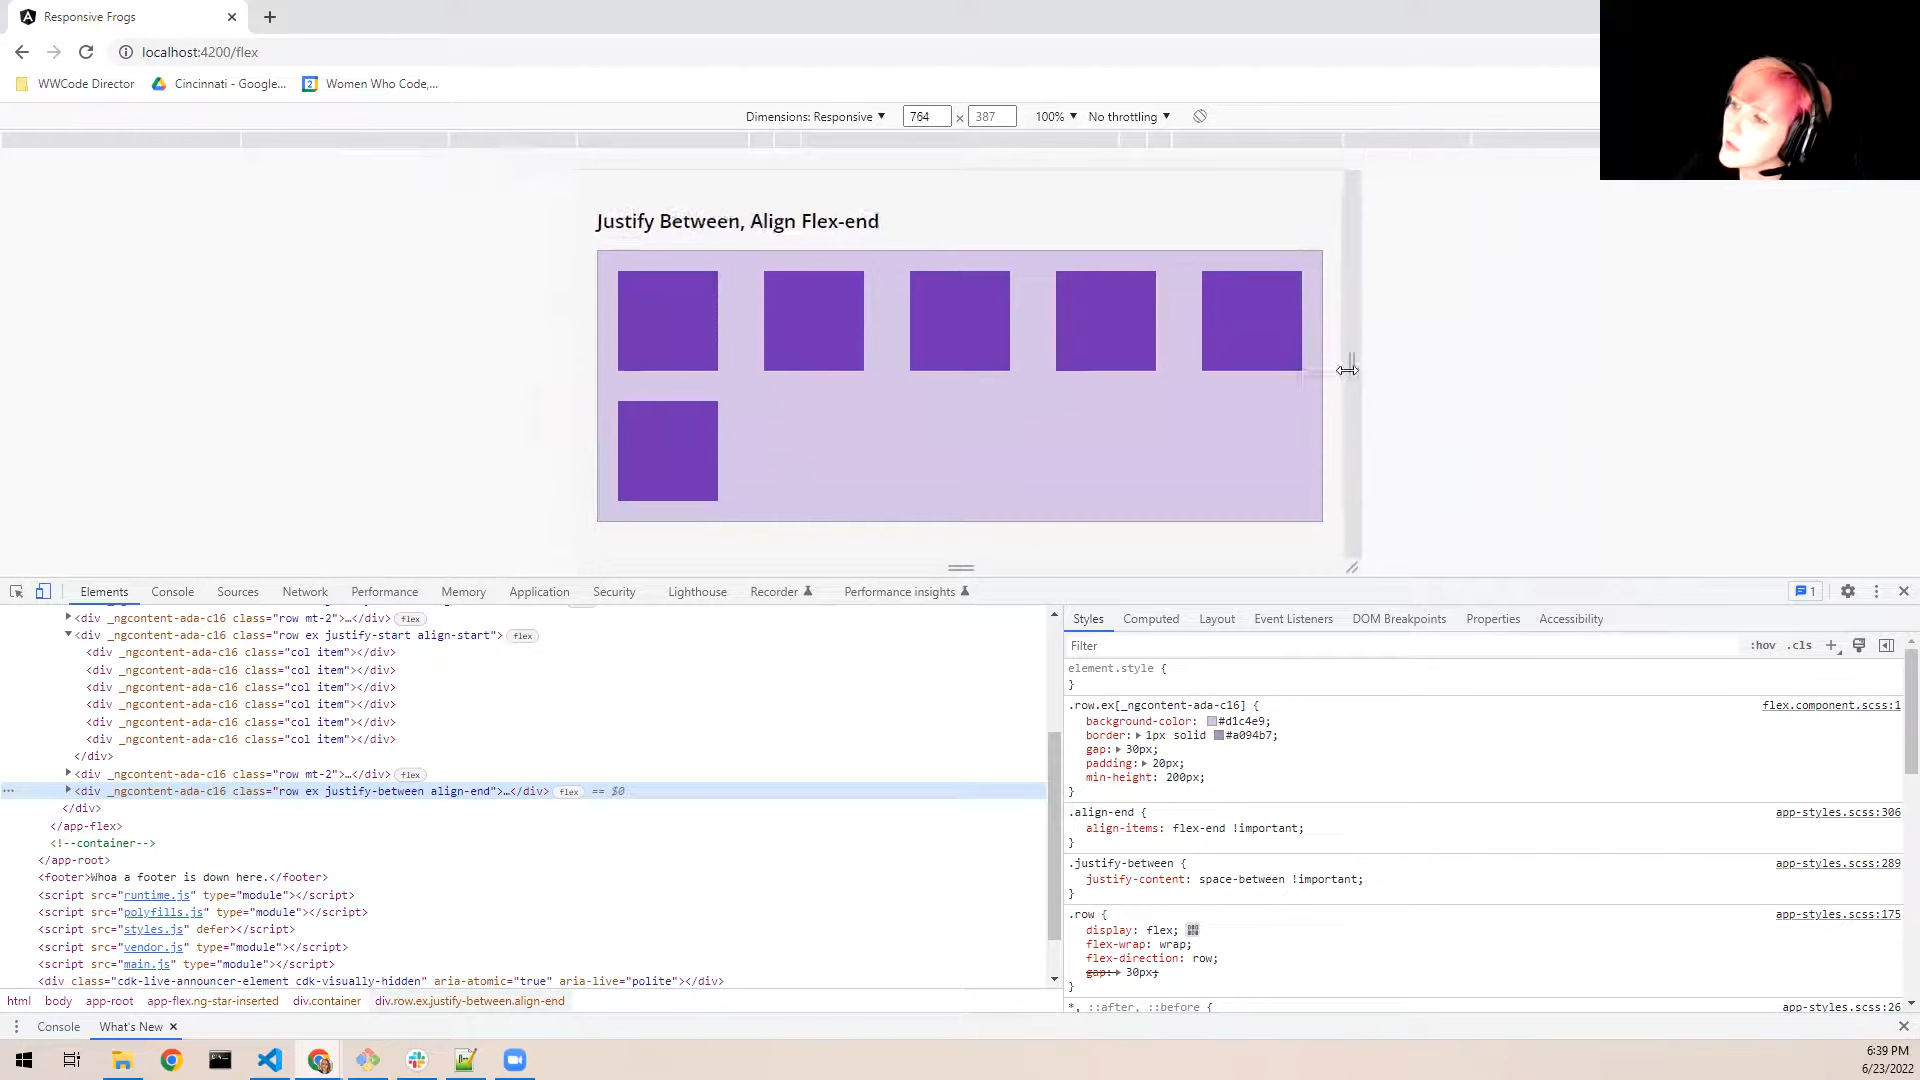 Responsive Frogs
localhost:4200/flex
WWCode Director
Cincinnati - Google...
Women Who Code,...
Dimensions: Responsive ▼ 764 × 387 100% ▼ No throttling ▼
Justify Between, Align Flex-end
Elements Console Sources Network Performance Memory Application Security Lighthouse Recorder Performance insights 1
<div _ngcontent-ada-c16 class="row mt-2">…</div> flex
<div _ngcontent-ada-c16 class="row ex justify-start align-start"> flex
<div _ngcontent-ada-c16 class="col item"></div>
<div _ngcontent-ada-c16 class="col item"></div>
<div _ngcontent-ada-c16 class="col item"></div>
<div _ngcontent-ada-c16 class="col item"></div>
<div _ngcontent-ada-c16 class="col item"></div>
<div _ngcontent-ada-c16 class="col item"></div>
</div>
<div _ngcontent-ada-c16 class="row mt-2">…</div> flex
<div _ngcontent-ada-c16 class="row ex justify-between align-end">…</div> flex == $0
</div>
</app-flex>
<!--container-->
</app-root>
<footer>Whoa a footer is down here.</footer>
<script src="runtime.js" type="module"></script>
<script src="polyfills.js" type="module"></script>
<script src="styles.js" defer></script>
<script src="vendor.js" type="module"></script>
<script src="main.js" type="module"></script>
<div class="cdk-live-announcer-element cdk-visually-hidden" aria-atomic="true" aria-live="polite"></div>
html body app-root app-flex.ng-star-inserted div.container div.row.ex.justify-between.align-end
Styles Computed Layout Event Listeners DOM Breakpoints Properties Accessibility
Filter :hov .cls +
element.style {
}
.row.ex[_ngcontent-ada-c16] { flex.component.scss:1
background-color: #d1c4e9;
border: 1px solid #a094b7;
gap: 30px;
padding: 20px;
min-height: 200px;
}
.align-end { app-styles.scss:306
align-items: flex-end !important;
}
.justify-between { app-styles.scss:289
justify-content: space-between !important;
}
.row { app-styles.scss:175
display: flex;
flex-wrap: wrap;
flex-direction: row;
gap: 30px;
}
*, ::after, ::before { app-styles.scss:26
Console What's New
6:39 PM
6/23/2022